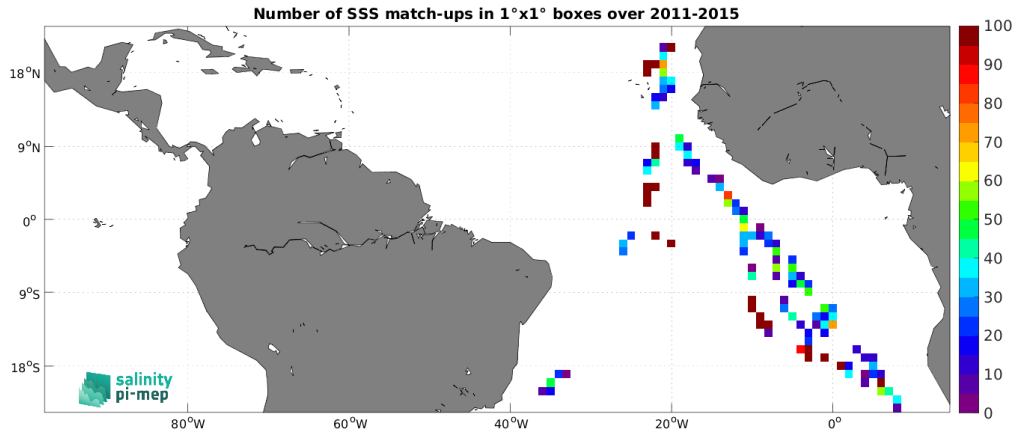 Number of SSS match-ups in 1°x1° boxes over 2011-2015
18°N
9°N
0°
9°S
18°S
80°W
60°W
40°W
20°W
0°
100
90
80
70
60
50
40
30
20
10
0
salinity
pi-mep